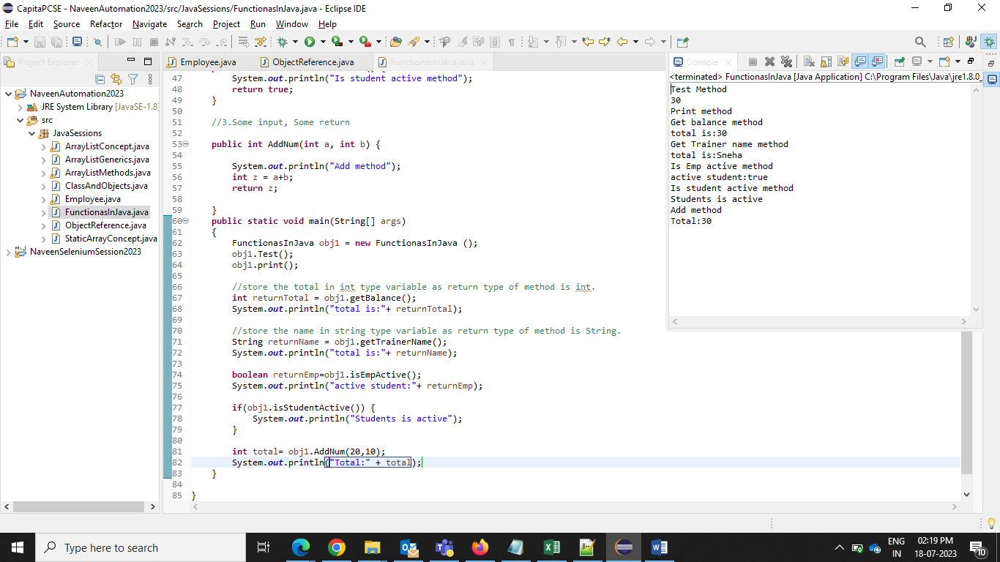 CapitaPCSE - NaveenAutomation2023/src/JavaSessions/FunctionasInJava.java - Eclipse IDE
File Edit Source Refactor Navigate Search Project Run Window Help
Project Explorer
NaveenAutomation2023
JRE System Library [JavaSE-1.8]
src
JavaSessions
ArrayListConcept.java
ArrayListGenerics.java
ArrayListMethods.java
ClassAndObjects.java
Employee.java
FunctionasInJava.java
ObjectReference.java
StaticArrayConcept.java
NaveenSeleniumSession2023
Employee.java ObjectReference.java FunctionasInJava.java
47 System.out.println("Is student active method");
48 return true;
49 }
50
51 //3.Some input, Some return
52
53 public int AddNum(int a, int b) {
54
55 System.out.println("Add method");
56 int z = a+b;
57 return z;
58
59 }
60 public static void main(String[] args)
61 {
62 FunctionasInJava obj1 = new FunctionasInJava ();
63 obj1.Test();
64 obj1.print();
65
66 //store the total in int type variable as return type of method is int.
67 int returnTotal = obj1.getBalance();
68 System.out.println("total is:"+ returnTotal);
69
70 //store the name in string type variable as return type of method is String.
71 String returnName = obj1.getTrainerName();
72 System.out.println("total is:"+ returnName);
73
74 boolean returnEmp=obj1.isEmpActive();
75 System.out.println("active student:"+ returnEmp);
76
77 if(obj1.isStudentActive()) {
78 System.out.println("Students is active");
79 }
80
81 int total= obj1.AddNum(20,10);
82 System.out.println("Total:" + total);
83 }
84
85 }
Console
<terminated> FunctionasInJava [Java Application] C:\Program Files\Java\jre1.8.0_
Test Method
30
Print method
Get balance method
total is:30
Get Trainer name method
total is:Sneha
Is Emp active method
active student:true
Is student active method
Students is active
Add method
Total:30
Type here to search
ENG
IN
02:19 PM
18-07-2023
10